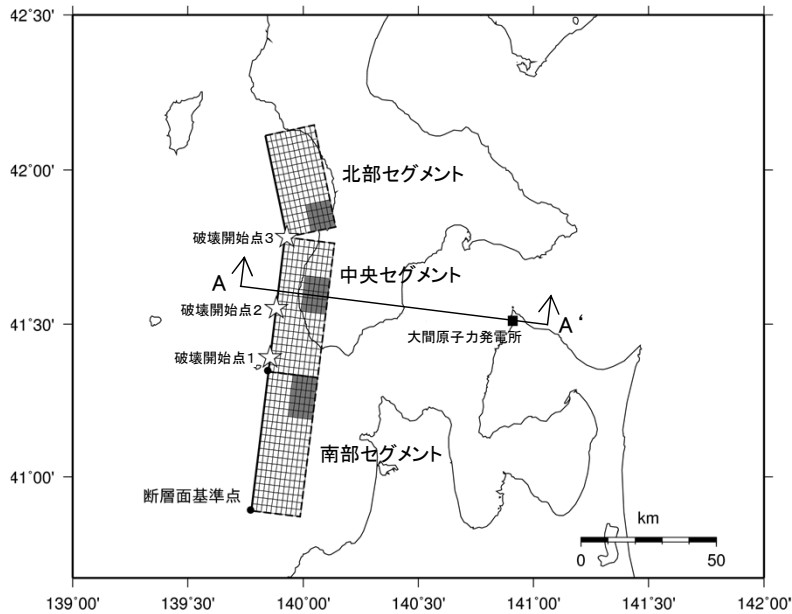 42°30'
42°00'
41°30'
41°00'
139°00'
139°30'
140°00'
140°30'
141°00'
141°30'
142°00'
北部セグメント
破壊開始点3
中央セグメント
A
破壊開始点2
A'
大間原子力発電所
破壊開始点1
南部セグメント
断層面基準点
km
0
50